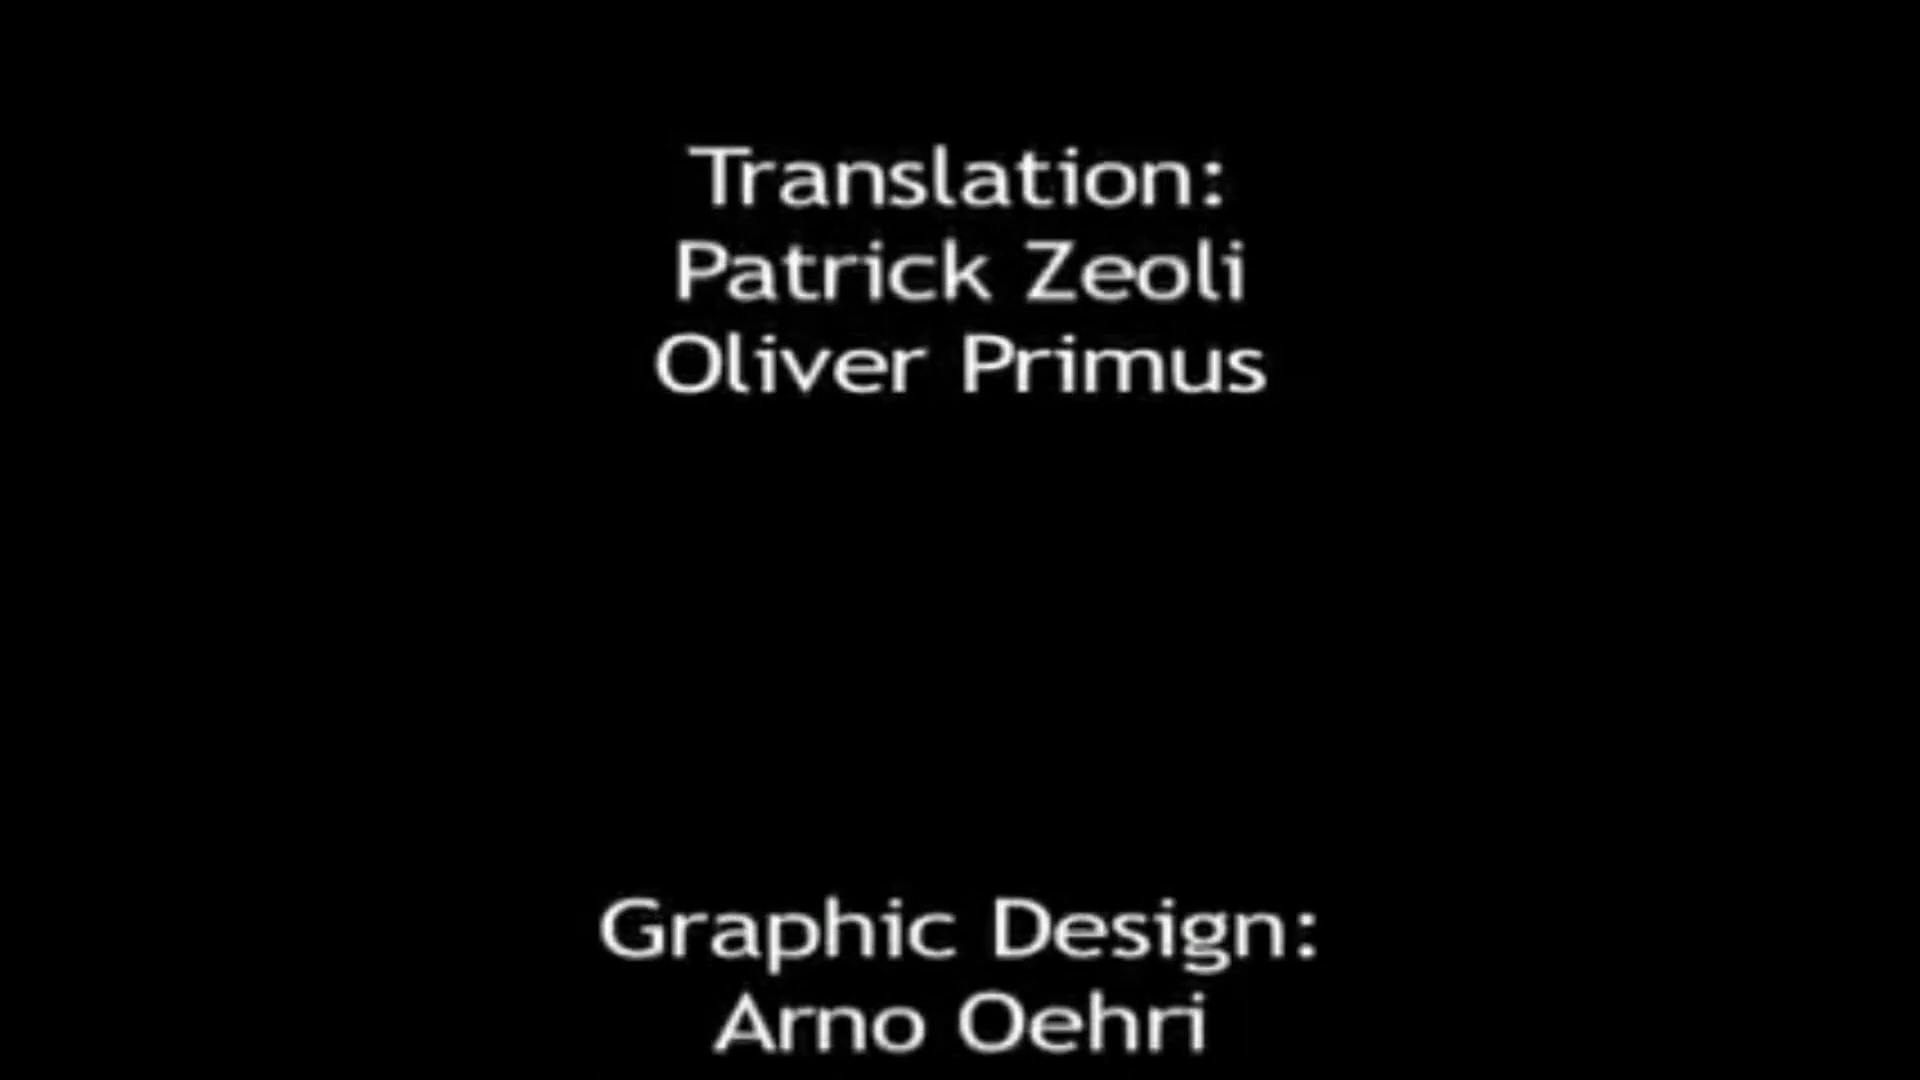 Translation:
Patrick Zeoli
Oliver Primus
Graphic Design:
Arno Oehri